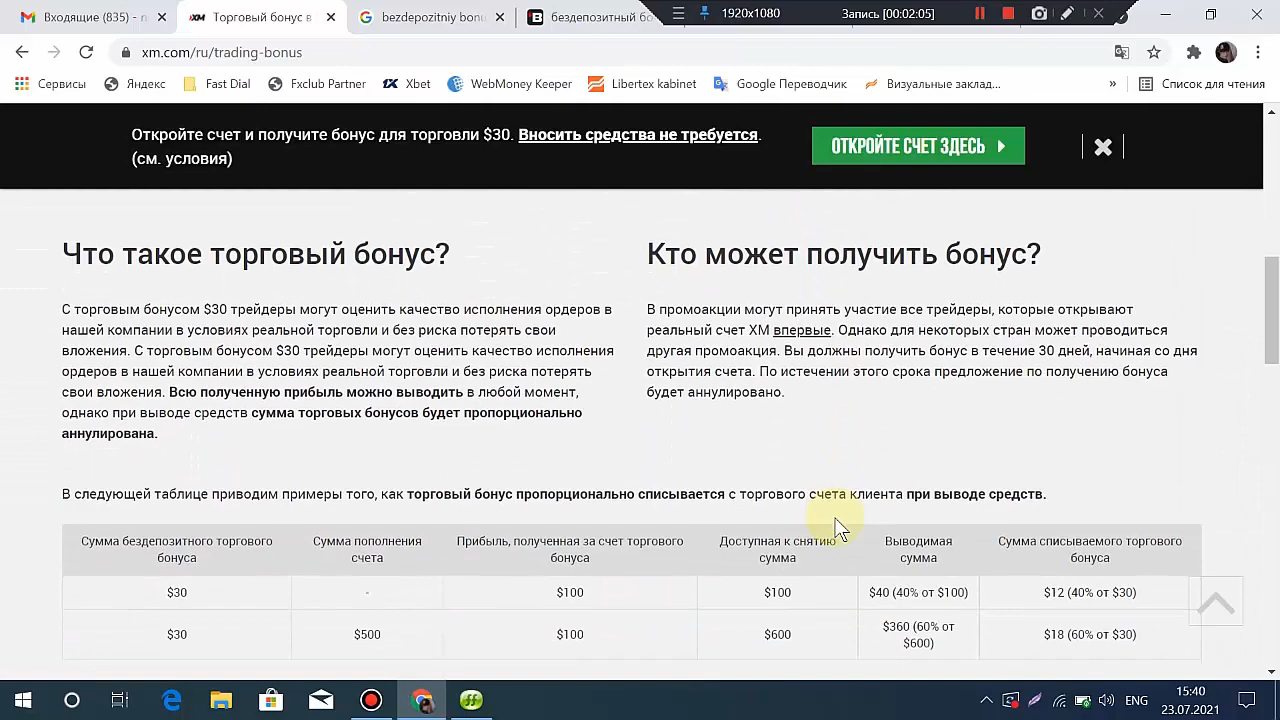 Входящие (835) -
Торговый бонус в
bezdepozitniy bonu
бездепозитный бо
1920x1080
Запись [00:02:05]
xm.com/ru/trading-bonus
Сервисы
Яндекс
Fast Dial
Fxclub Partner
1X Xbet
WebMoney Keeper
Libertex kabinet
Google Переводчик
Визуальные заклад...
»
Список для чтения
Откройте счет и получите бонус для торговли $30. Вносить средства не требуется.
(см. условия)
ОТКРОЙТЕ СЧЕТ ЗДЕСЬ
Что такое торговый бонус?
С торговым бонусом $30 трейдеры могут оценить качество исполнения ордеров в
нашей компании в условиях реальной торговли и без риска потерять свои
вложения. С торговым бонусом $30 трейдеры могут оценить качество исполнения
ордеров в нашей компании в условиях реальной торговли и без риска потерять
свои вложения. Всю полученную прибыль можно выводить в любой момент,
однако при выводе средств сумма торговых бонусов будет пропорционально
аннулирована.
Кто может получить бонус?
В промоакции могут принять участие все трейдеры, которые открывают
реальный счет XM впервые. Однако для некоторых стран может проводиться
другая промоакция. Вы должны получить бонус в течение 30 дней, начиная со дня
открытия счета. По истечении этого срока предложение по получению бонуса
будет аннулировано.
В следующей таблице приводим примеры того, как торговый бонус пропорционально списывается с торгового счета клиента при выводе средств.
Сумма бездепозитного торгового
бонуса
Сумма пополнения
счета
Прибыль, полученная за счет торгового
бонуса
Доступная к снятию
сумма
Выводимая
сумма
Сумма списываемого торгового
бонуса
$30
-
$100
$100
$40 (40% от $100)
$12 (40% от $30)
$30
$500
$100
$600
$360 (60% от
$600)
$18 (60% от $30)
ENG
15:40
23.07.2021